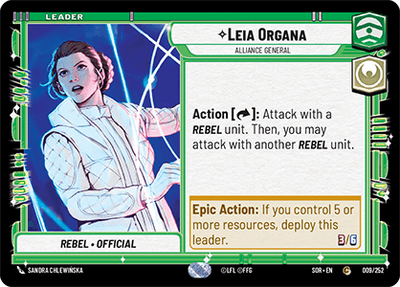 LEADER
LEIA ORGANA
ALLIANCE GENERAL
Action [ ]: Attack with a
REBEL unit. Then, you may
attack with another REBEL unit.
Epic Action: If you control 5 or
more resources, deploy this
leader.
3/6
REBEL • OFFICIAL
SANDRA CHLEWIŃSKA
©LFL ©FFG
SOR • EN
C
009/252